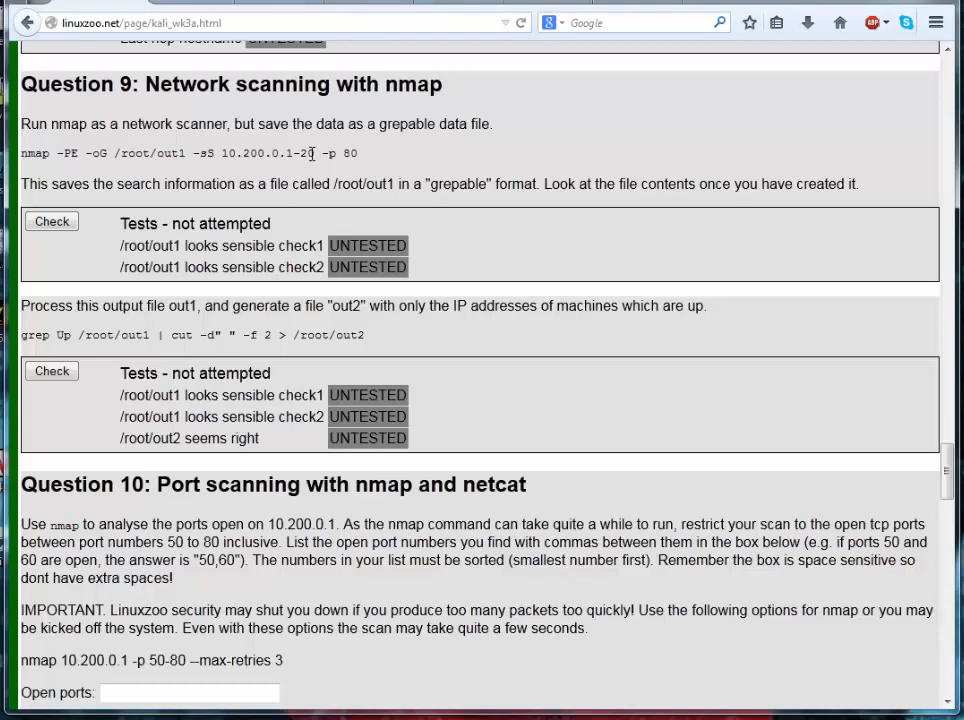 linuxzoo.net/page/kali_wk3a.html
Google
ABP
Last hop hostname UNTESTED
Question 9: Network scanning with nmap
Run nmap as a network scanner, but save the data as a grepable data file.
nmap -PE -oG /root/out1 -sS 10.200.0.1-20 -p 80
This saves the search information as a file called /root/out1 in a "grepable" format. Look at the file contents once you have created it.
Check
Tests - not attempted
/root/out1 looks sensible check1 UNTESTED
/root/out1 looks sensible check2 UNTESTED
Process this output file out1, and generate a file "out2" with only the IP addresses of machines which are up.
grep Up /root/out1 | cut -d" " -f 2 > /root/out2
Check
Tests - not attempted
/root/out1 looks sensible check1 UNTESTED
/root/out1 looks sensible check2 UNTESTED
/root/out2 seems right UNTESTED
Question 10: Port scanning with nmap and netcat
Use nmap to analyse the ports open on 10.200.0.1. As the nmap command can take quite a while to run, restrict your scan to the open tcp ports
between port numbers 50 to 80 inclusive. List the open port numbers you find with commas between them in the box below (e.g. if ports 50 and
60 are open, the answer is "50,60"). The numbers in your list must be sorted (smallest number first). Remember the box is space sensitive so
dont have extra spaces!
IMPORTANT. Linuxzoo security may shut you down if you produce too many packets too quickly! Use the following options for nmap or you may
be kicked off the system. Even with these options the scan may take quite a few seconds.
nmap 10.200.0.1 -p 50-80 --max-retries 3
Open ports: